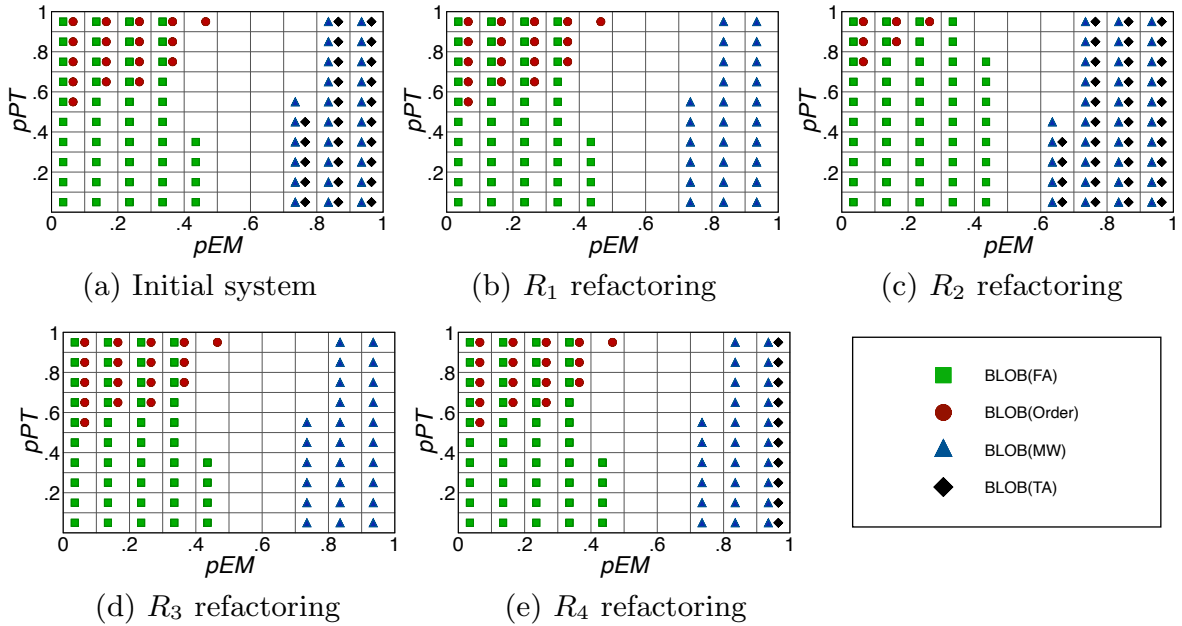 1
.8
.6
.4
.2
pPT
0
.2
.4
.6
.8
1
pEM
(a) Initial system
1
.8
.6
.4
.2
pPT
0
.2
.4
.6
.8
1
pEM
(b) R1 refactoring
1
.8
.6
.4
.2
pPT
0
.2
.4
.6
.8
1
pEM
(c) R2 refactoring
1
.8
.6
.4
.2
pPT
0
.2
.4
.6
.8
1
pEM
(d) R3 refactoring
1
.8
.6
.4
.2
pPT
0
.2
.4
.6
.8
1
pEM
(e) R4 refactoring
BLOB(FA)
BLOB(Order)
BLOB(MW)
BLOB(TA)